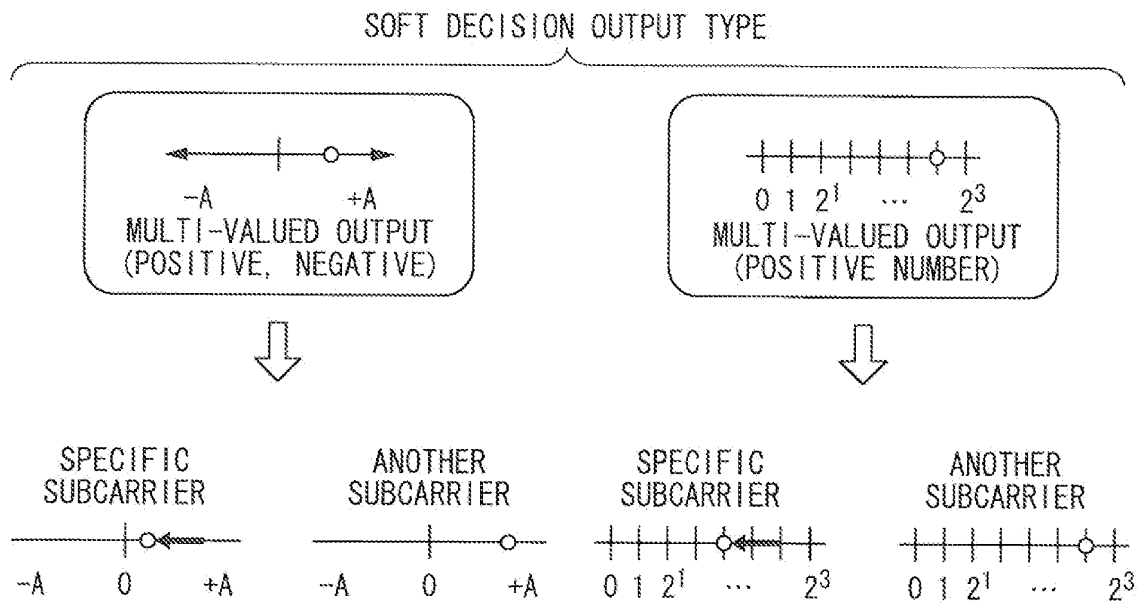 SOFT DECISION OUTPUT TYPE
-A +A
MULTI-VALUED OUTPUT
(POSITIVE, NEGATIVE)
0 1 2¹ ... 2³
MULTI-VALUED OUTPUT
(POSITIVE NUMBER)
SPECIFIC
SUBCARRIER
-A 0 +A
ANOTHER
SUBCARRIER
-A 0 +A
SPECIFIC
SUBCARRIER
0 1 2¹ ... 2³
ANOTHER
SUBCARRIER
0 1 2¹ ... 2³